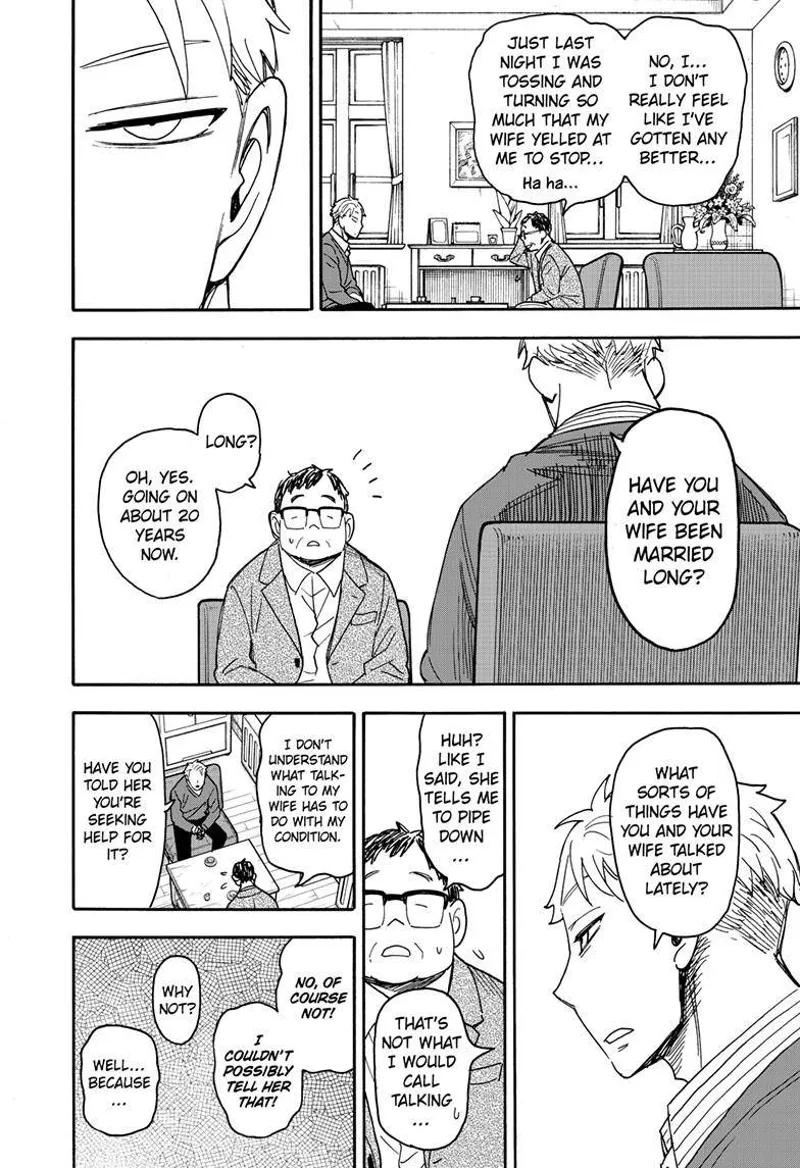 NO, I...
I DON'T
REALLY FEEL
LIKE I'VE
GOTTEN ANY
BETTER...
JUST LAST
NIGHT I WAS
TOSSING AND
TURNING SO
MUCH THAT MY
WIFE YELLED AT
ME TO STOP...
Ha ha...
HAVE YOU
AND YOUR
WIFE BEEN
MARRIED
LONG?
LONG?
OH, YES.
GOING ON
ABOUT 20
YEARS
NOW.
WHAT
SORTS OF
THINGS HAVE
YOU AND YOUR
WIFE TALKED
ABOUT
LATELY?
HUH?
LIKE I
SAID, SHE
TELLS ME
TO PIPE
DOWN
...
THAT'S
NOT WHAT
I WOULD
CALL
TALKING
...
I DON'T
UNDERSTAND
WHAT TALK-
ING TO MY
WIFE HAS TO
DO WITH MY
CONDITION.
HAVE YOU
TOLD HER
YOU'RE
SEEKING
HELP FOR
IT?
NO, OF
COURSE
NOT!
I
COULDN'T
POSSIBLY
TELL HER
THAT!
WHY
NOT?
WELL...
BECAUSE
...